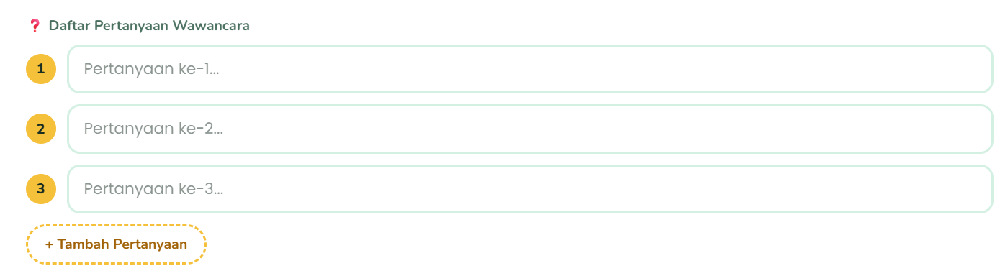 ❓ Daftar Pertanyaan Wawancara
1 Pertanyaan ke-1...
2 Pertanyaan ke-2...
3 Pertanyaan ke-3...
+ Tambah Pertanyaan